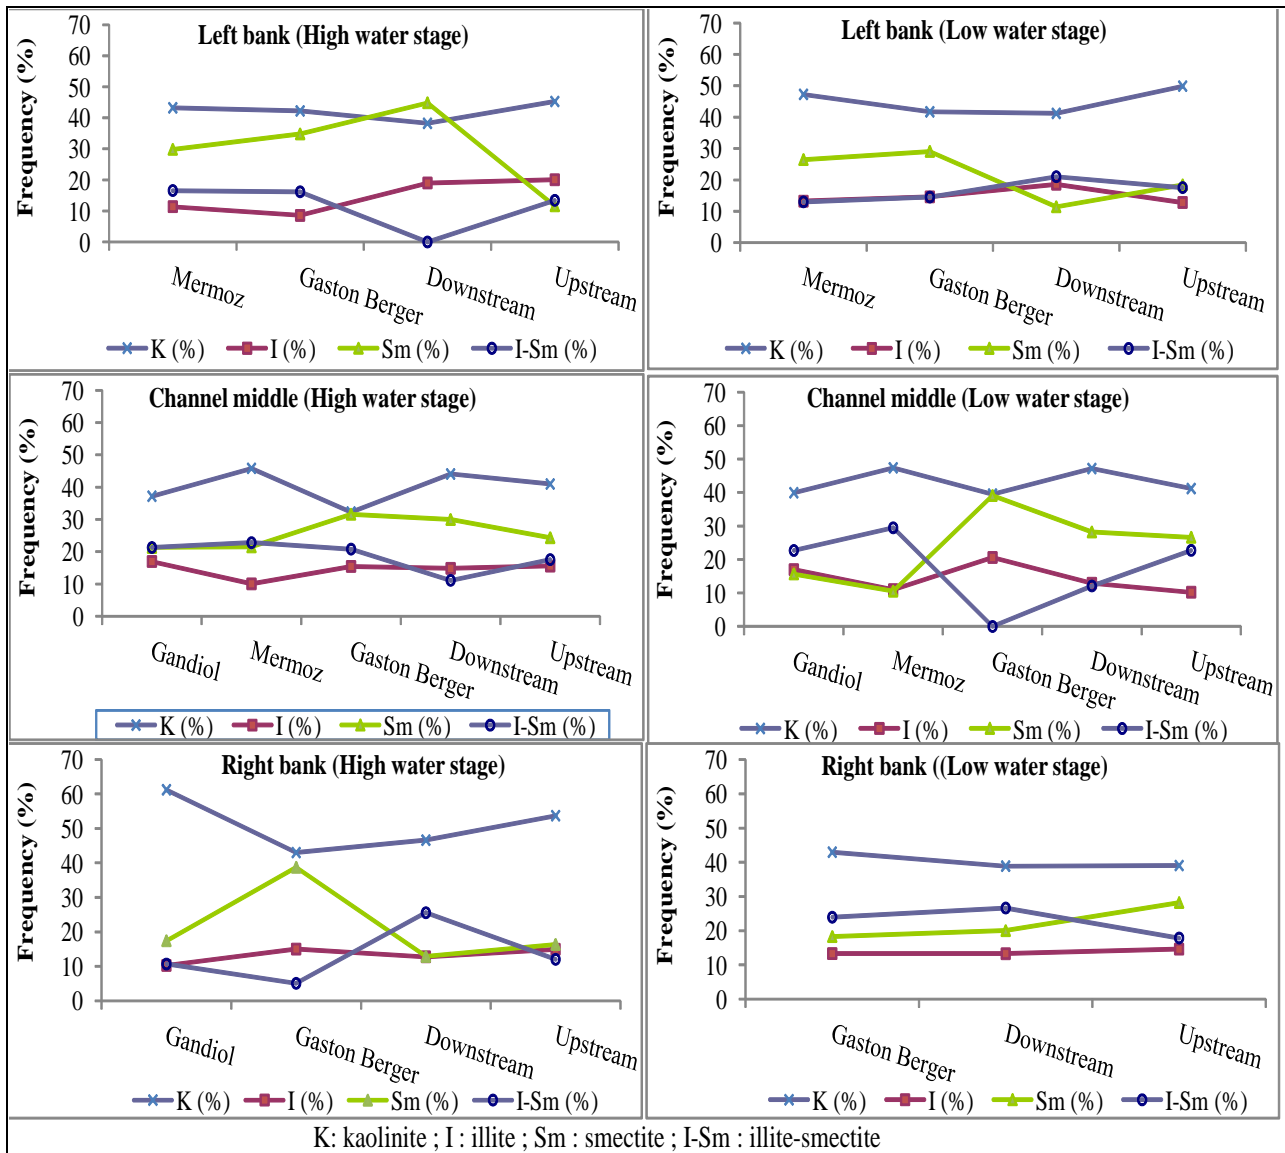 Left bank (High water stage)
Frequency (%)
70
60
50
40
30
20
10
0
Mermoz Gaston Berger Downstream Upstream
K (%) I (%) Sm (%) I-Sm (%)
Left bank (Low water stage)
Frequency (%)
70
60
50
40
30
20
10
0
Mermoz Gaston Berger Downstream Upstream
K (%) I (%) Sm (%) I-Sm (%)
Channel middle (High water stage)
Frequency (%)
70
60
50
40
30
20
10
0
Gandiol Mermoz Gaston Berger Downstream Upstream
K (%) I (%) Sm (%) I-Sm (%)
Channel middle (Low water stage)
Frequency (%)
70
60
50
40
30
20
10
0
Gandiol Mermoz Gaston Berger Downstream Upstream
K (%) I (%) Sm (%) I-Sm (%)
Right bank (High water stage)
Frequency (%)
70
60
50
40
30
20
10
0
Gandiol Gaston Berger Downstream Upstream
K (%) I (%) Sm (%) I-Sm (%)
Right bank ((Low water stage)
Frequency (%)
70
60
50
40
30
20
10
0
Gaston Berger Downstream Upstream
K (%) I (%) Sm (%) I-Sm (%)
K: kaolinite ; I : illite ; Sm : smectite ; I-Sm : illite-smectite